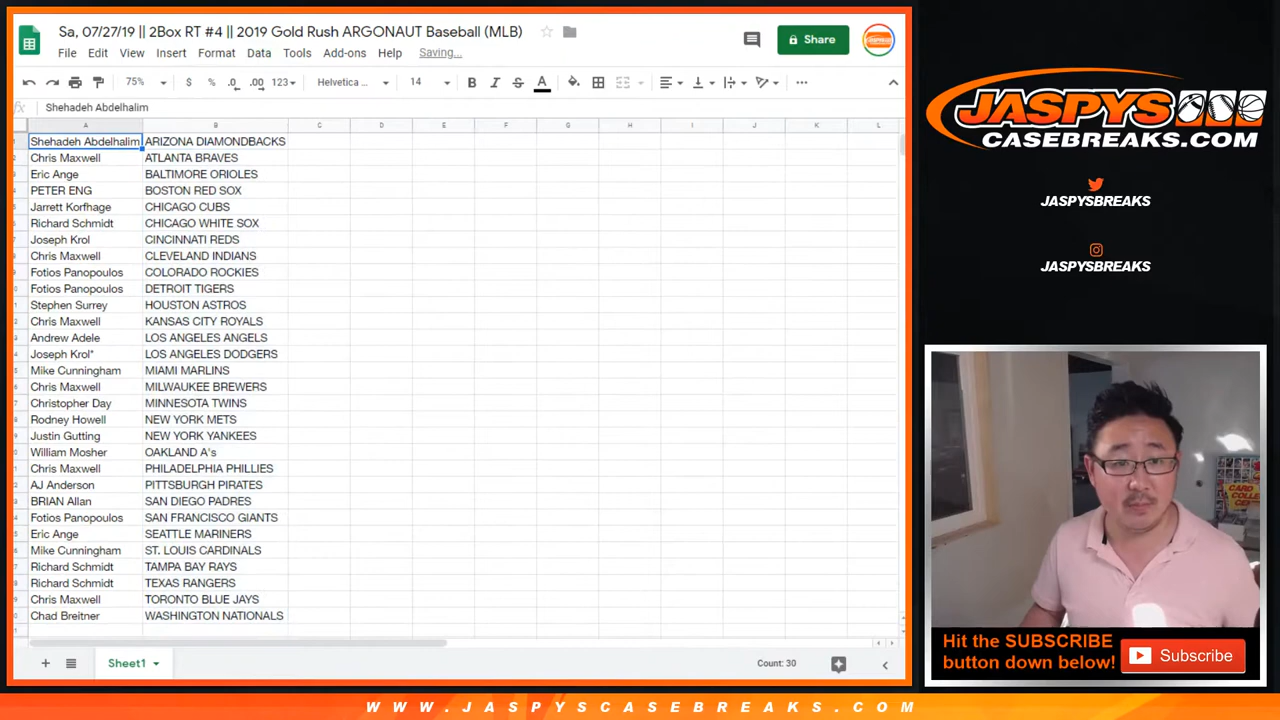 Sa, 07/27/19 || 2Box RT #4 || 2019 Gold Rush ARGONAUT Baseball (MLB)
File Edit View Insert Format Data Tools Add-ons Help Saving...
Share
75% $ % .0 .00 123 Helvetica ... 14 B I S A
fx Shehadeh Abdelhalim
A B C D E F G H I J K L
Shehadeh Abdelhalim ARIZONA DIAMONDBACKS
Chris Maxwell ATLANTA BRAVES
Eric Ange BALTIMORE ORIOLES
PETER ENG BOSTON RED SOX
Jarrett Korfhage CHICAGO CUBS
Richard Schmidt CHICAGO WHITE SOX
Joseph Krol CINCINNATI REDS
Chris Maxwell CLEVELAND INDIANS
Fotios Panopoulos COLORADO ROCKIES
Fotios Panopoulos DETROIT TIGERS
Stephen Surrey HOUSTON ASTROS
Chris Maxwell KANSAS CITY ROYALS
Andrew Adele LOS ANGELES ANGELS
Joseph Krol* LOS ANGELES DODGERS
Mike Cunningham MIAMI MARLINS
Chris Maxwell MILWAUKEE BREWERS
Christopher Day MINNESOTA TWINS
Rodney Howell NEW YORK METS
Justin Gutting NEW YORK YANKEES
William Mosher OAKLAND A's
Chris Maxwell PHILADELPHIA PHILLIES
AJ Anderson PITTSBURGH PIRATES
BRIAN Allan SAN DIEGO PADRES
Fotios Panopoulos SAN FRANCISCO GIANTS
Eric Ange SEATTLE MARINERS
Mike Cunningham ST. LOUIS CARDINALS
Richard Schmidt TAMPA BAY RAYS
Richard Schmidt TEXAS RANGERS
Chris Maxwell TORONTO BLUE JAYS
Chad Breitner WASHINGTON NATIONALS
Sheet1
Count: 30
JASPYS
CASEBREAKS.COM
JASPYSBREAKS
JASPYSBREAKS
Hit the SUBSCRIBE
button down below!
Subscribe
WWW.JASPYSCASEBREAKS.COM